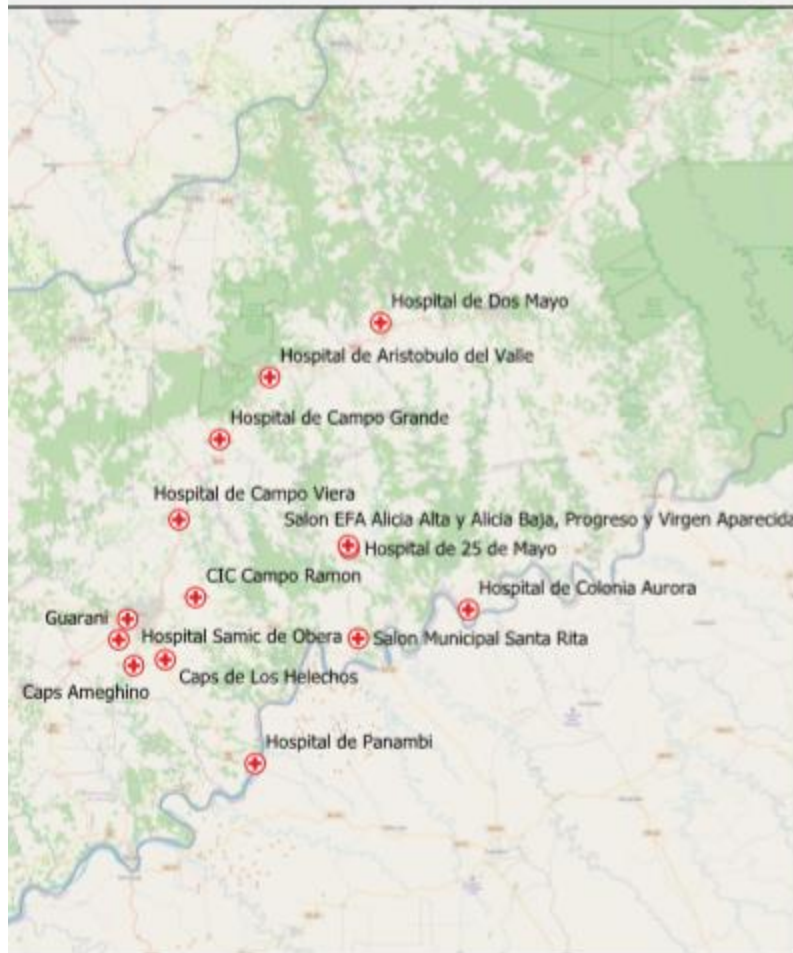 Hospital de Dos Mayo
Hospital de Aristobulo del Valle
Hospital de Campo Grande
Hospital de Campo Viera
Salon EFA Alicia Alta y Alicia Baja, Progreso y Virgen Aparecida
Hospital de 25 de Mayo
CIC Campo Ramon
Hospital de Colonia Aurora
Guarani
Hospital Samic de Obera
Salon Municipal Santa Rita
Caps de Los Helechos
Caps Ameghino
Hospital de Panambi